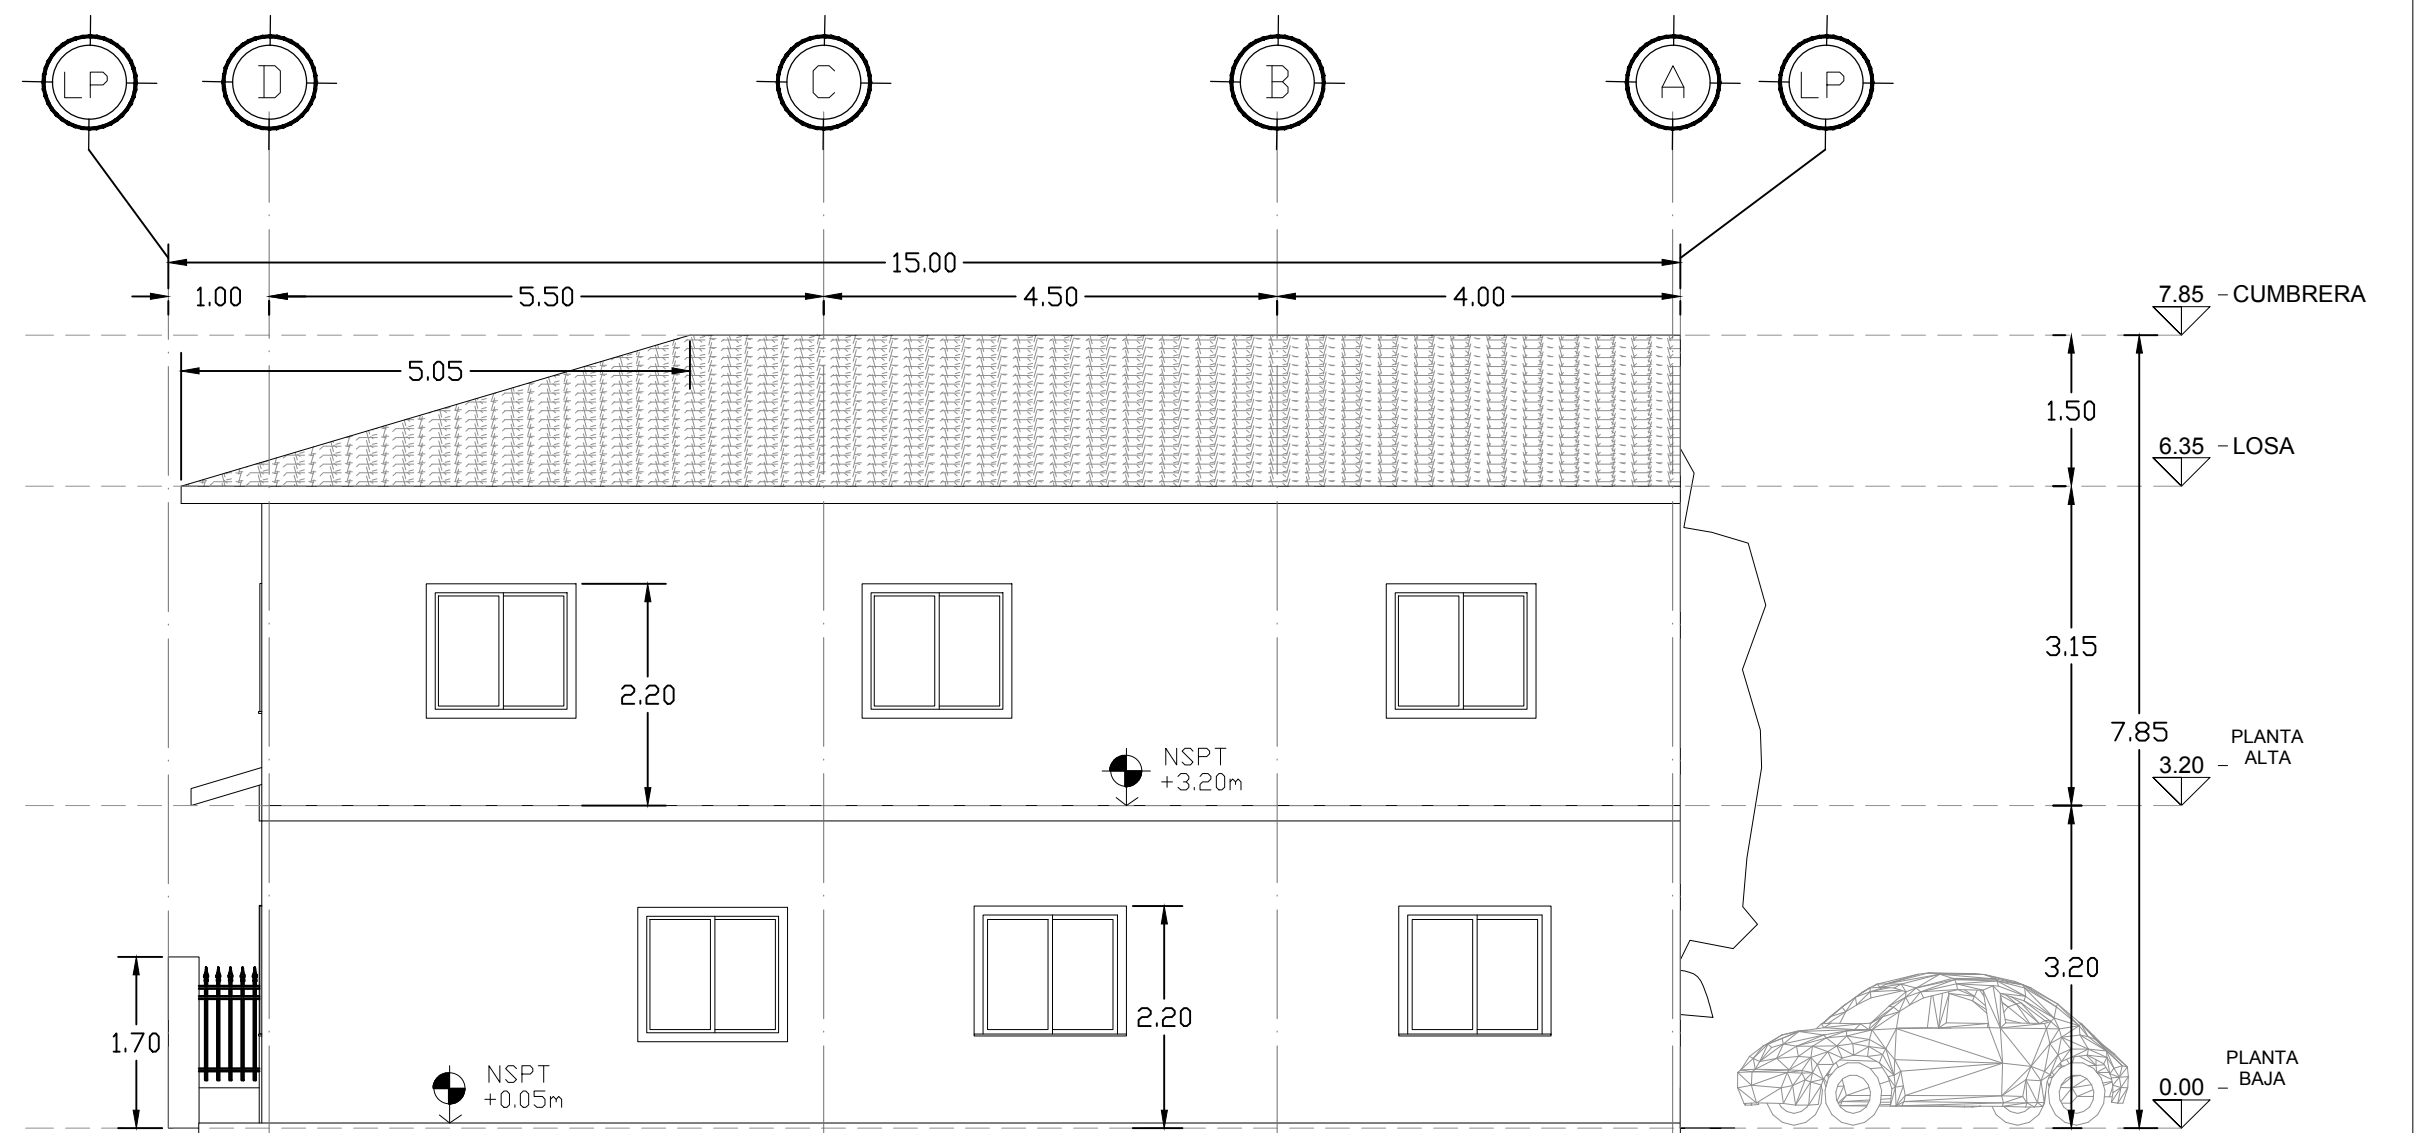 LP D C B A LP
15.00
1.00 5.50 4.50 4.00
7.85 - CUMBRERA
5.05
1.50
6.35 - LOSA
3.15
2.20
7.85
PLANTA
ALTA
3.20 -
NSPT
+3.20m
3.20
2.20
1.70
NSPT
+0.05m
PLANTA
BAJA
0.00 -